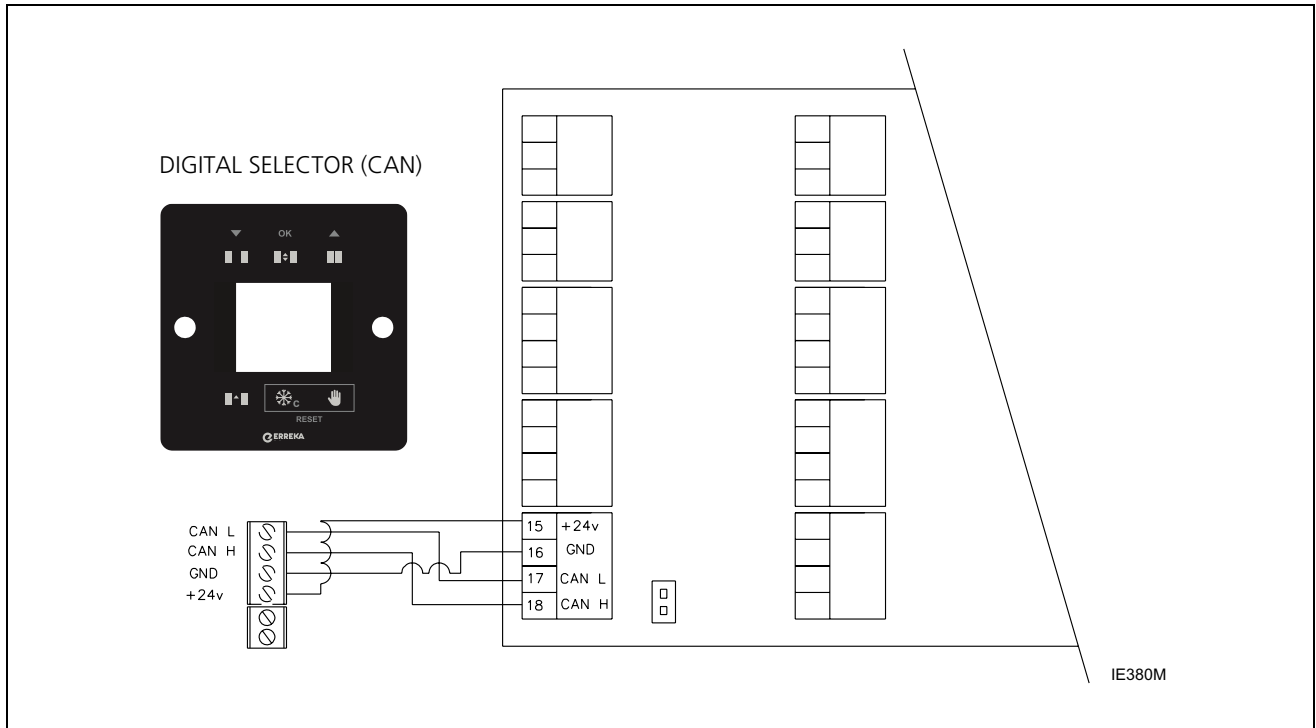 DIGITAL SELECTOR (CAN)
OK
C
RESET
ERREKA
CAN L
CAN H
GND
+24v
15 +24v
16 GND
17 CAN L
18 CAN H
IE380M